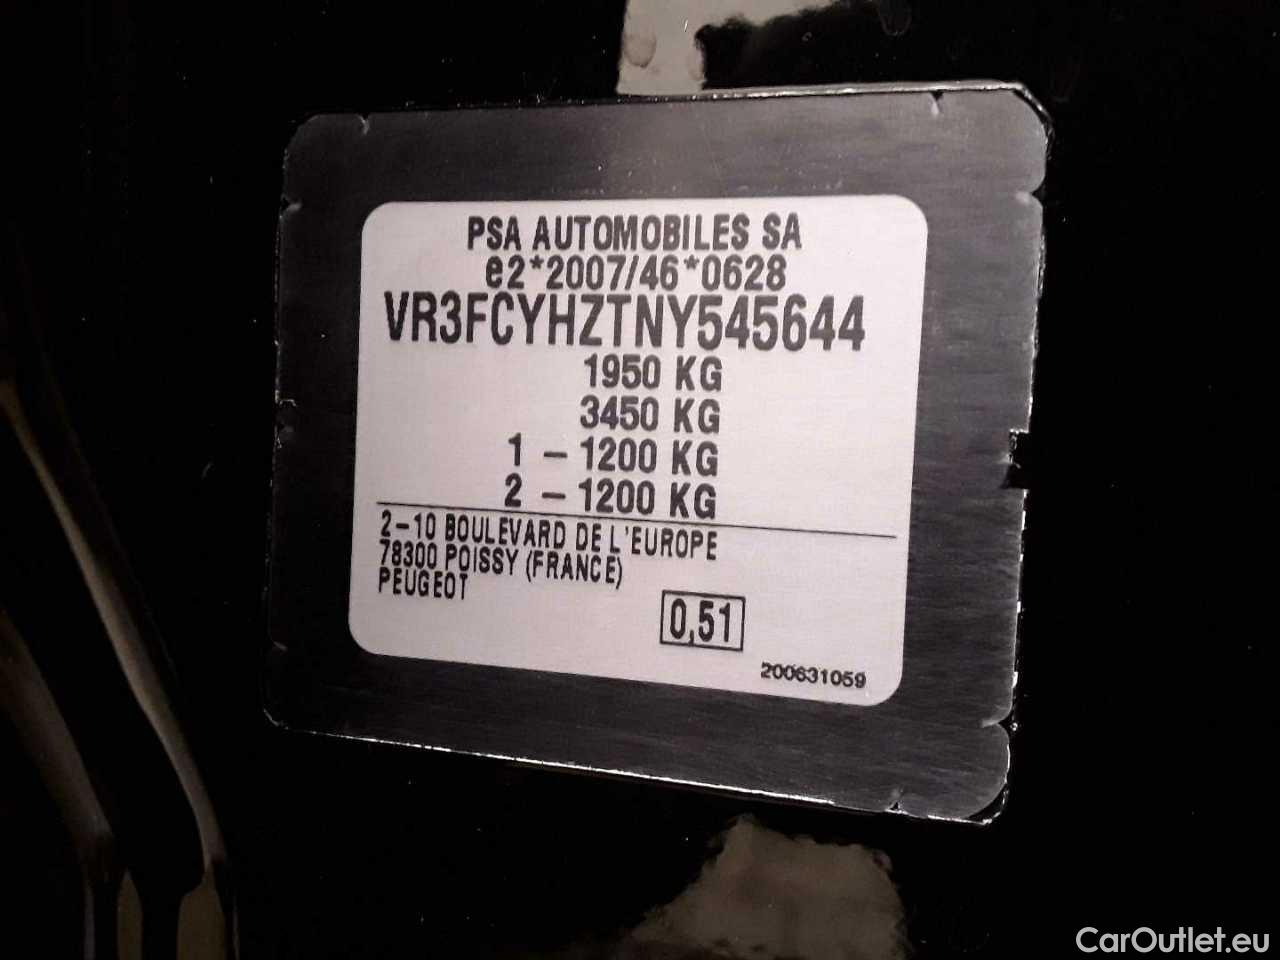 PSA AUTOMOBILES SA
e2*2007/46*0628
VR3FCYHZTNY545644
1950 KG
3450 KG
1 – 1200 KG
2 – 1200 KG
2–10 BOULEVARD DE L'EUROPE
78300 POISSY (FRANCE)
PEUGEOT
0,51
200631059
CarOutlet.eu